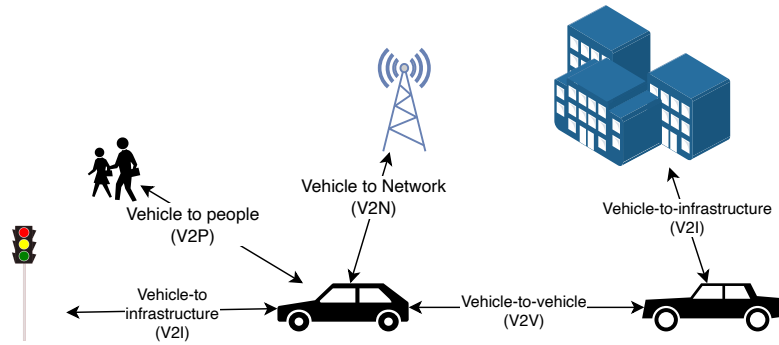 Vehicle to people
(V2P)
Vehicle to Network
(V2N)
Vehicle-to-infrastructure
(V2I)
Vehicle-to
infrastructure
(V2I)
Vehicle-to-vehicle
(V2V)